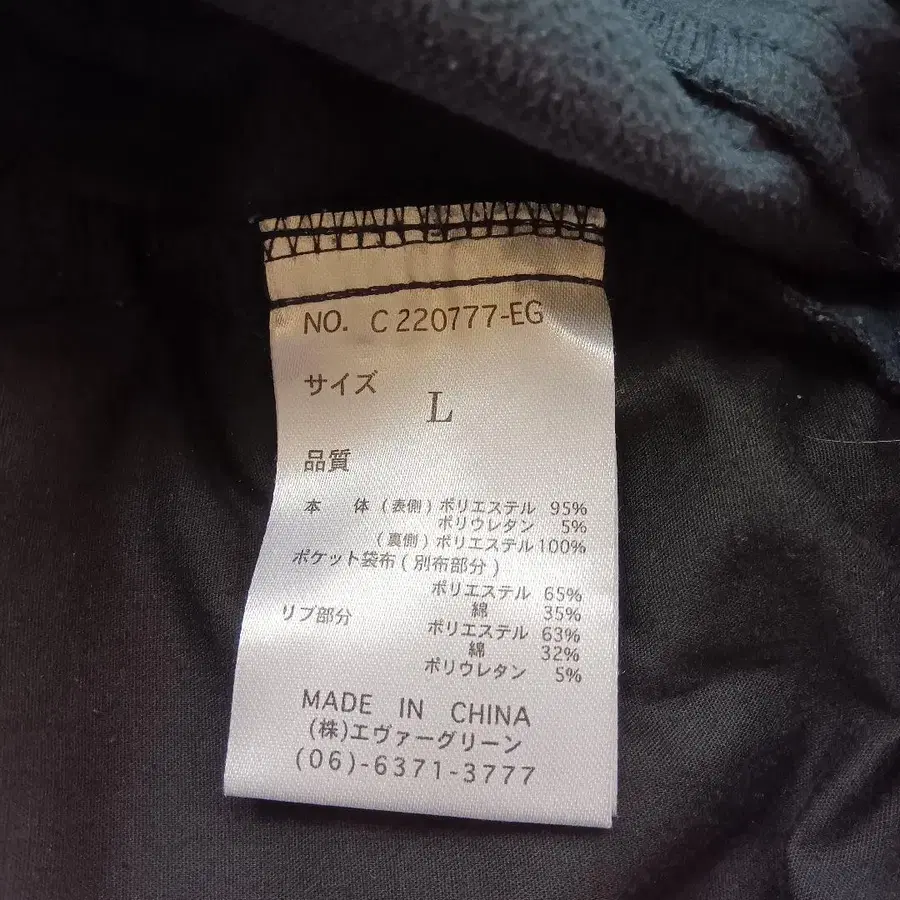 NO. C 220777-EG
サイズ
L
品質
本 体 (表側) ポリエステル 95%
ポリウレタン 5%
(裏側) ポリエステル 100%
ポケット袋布 (別布部分)
ポリエステル 65%
綿 35%
リブ部分
ポリエステル 63%
綿 32%
ポリウレタン 5%
MADE IN CHINA
(株)エヴァーグリーン
(06)-6371-3777